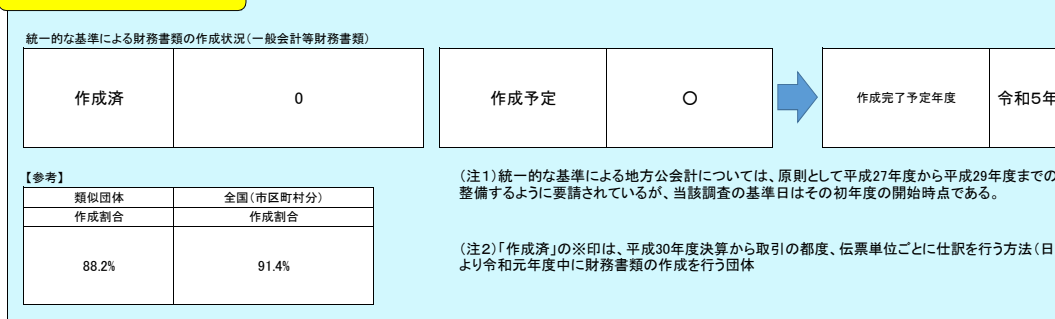 統一的な基準による財務書類の作成状況(一般会計等財務書類)
作成済
0
作成予定
〇
作成完了予定年度
令和5年
【参考】
類似団体
全国(市区町村分)
作成割合
作成割合
88.2%
91.4%
(注1)統一的な基準による地方公会計については、原則として平成27年度から平成29年度までの
整備するように要請されているが、当該調査の基準日はその初年度の開始時点である。
(注2)「作成済」の※印は、平成30年度決算から取引の都度、伝票単位ごとに仕訳を行う方法(日
より令和元年度中に財務書類の作成を行う団体